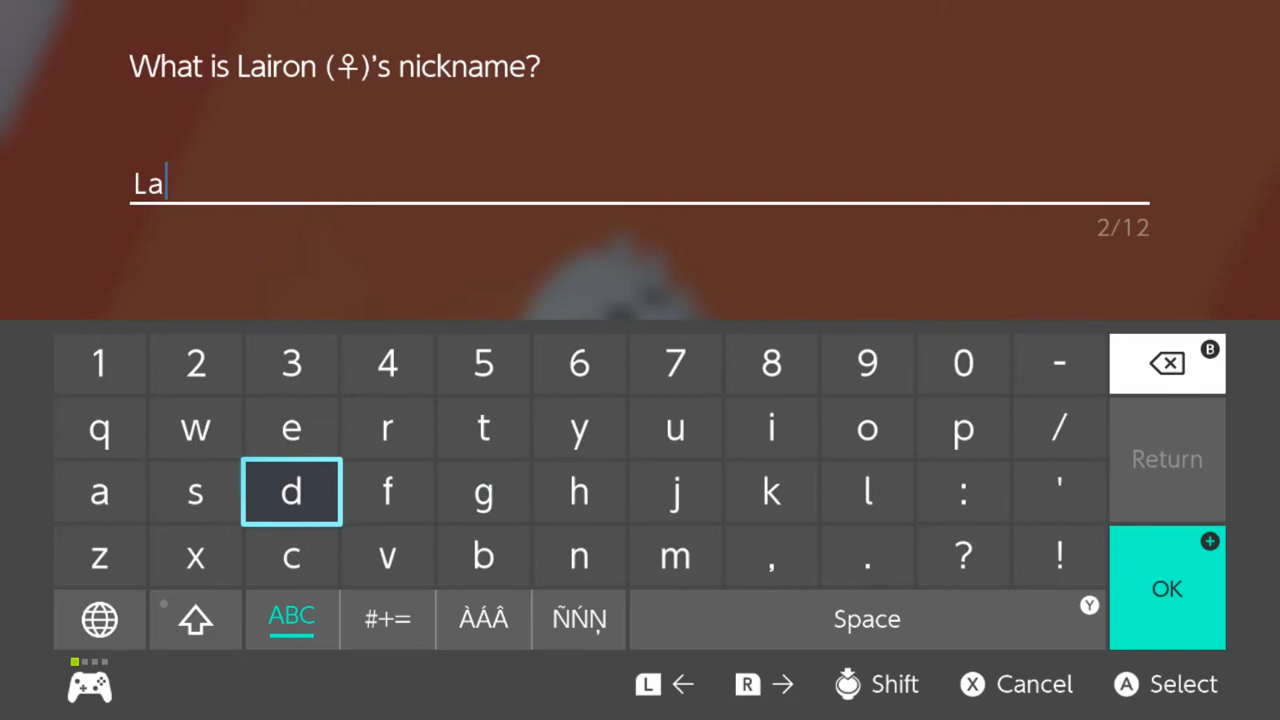 What is Lairon (♀)'s nickname?
La
2/12
1 2 3 4 5 6 7 8 9 0 - B
q w e r t y u i o p / Return
a s d f g h j k l : '
z x c v b n m , . ? ! + OK
ABC #+= ÀÁÂ ÑŃŅ Space Y
L ← R → Shift X Cancel A Select